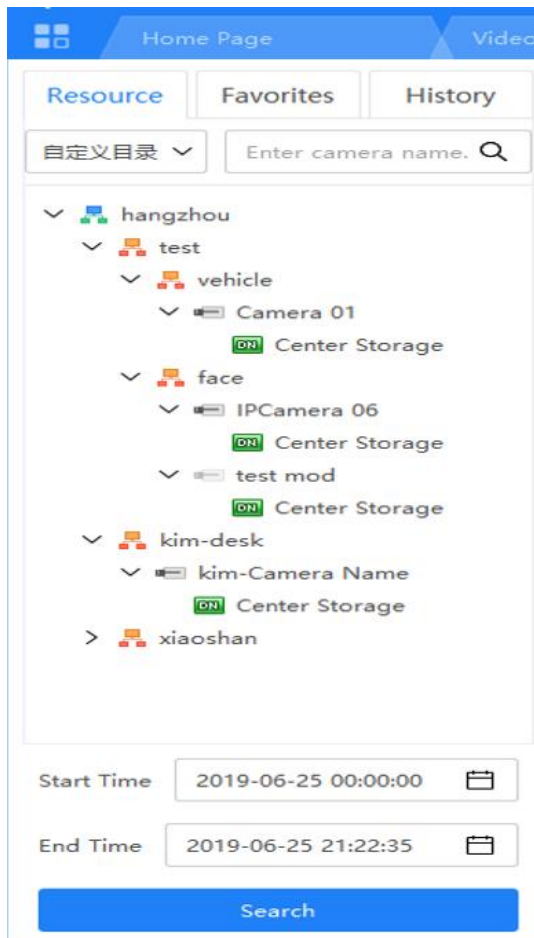 Home Page Video
Resource Favorites History
自定义目录 Enter camera name.
hangzhou
test
vehicle
Camera 01
DN Center Storage
face
IPCamera 06
DN Center Storage
test mod
DN Center Storage
kim-desk
kim-Camera Name
DN Center Storage
xiaoshan
Start Time 2019-06-25 00:00:00
End Time 2019-06-25 21:22:35
Search